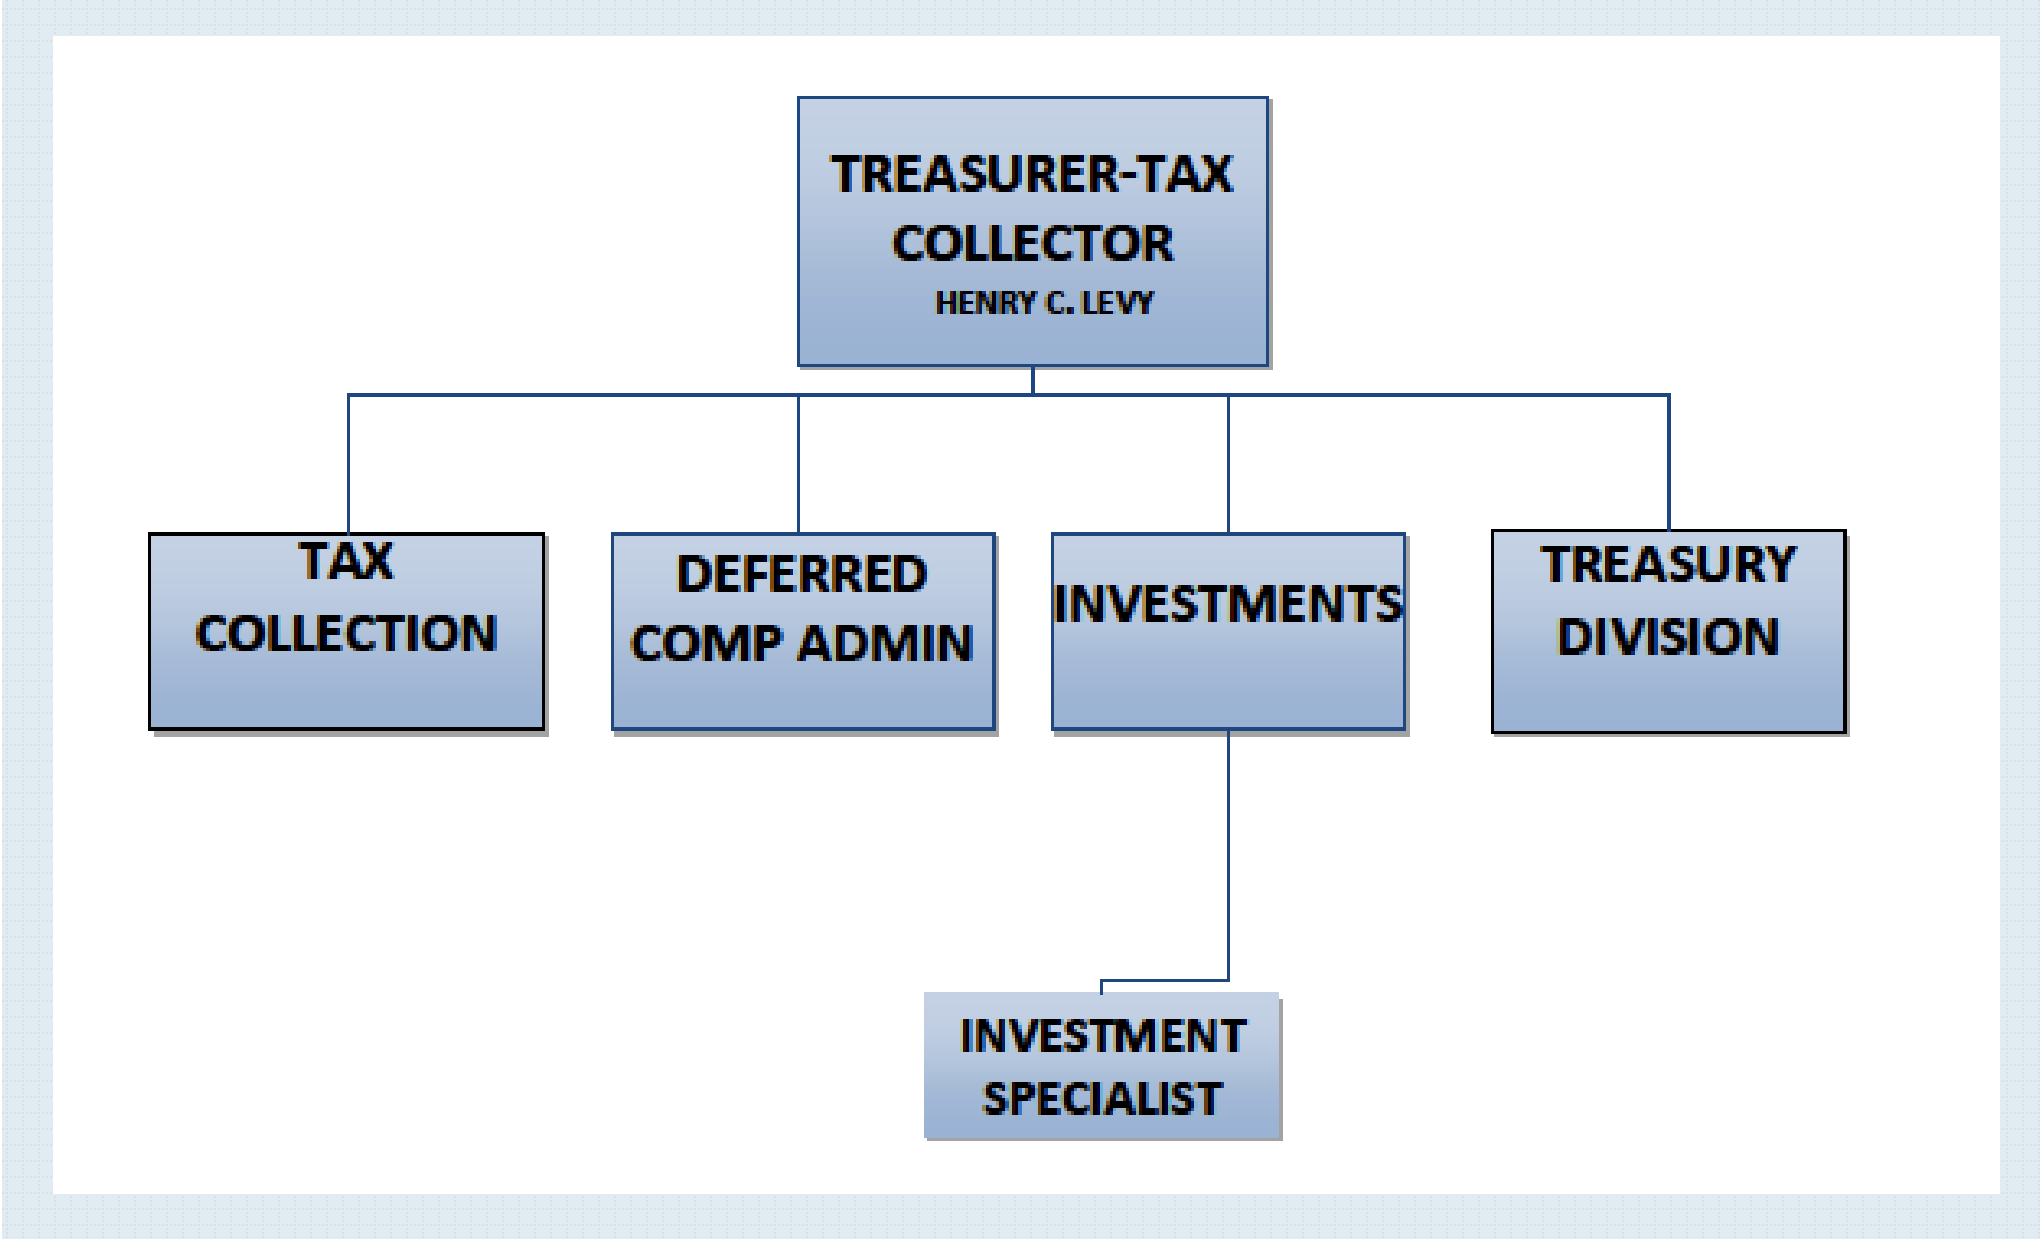 TREASURER-TAX
COLLECTOR
HENRY C. LEVY
TAX
COLLECTION
DEFERRED
COMP ADMIN
INVESTMENTS
TREASURY
DIVISION
INVESTMENT
SPECIALIST